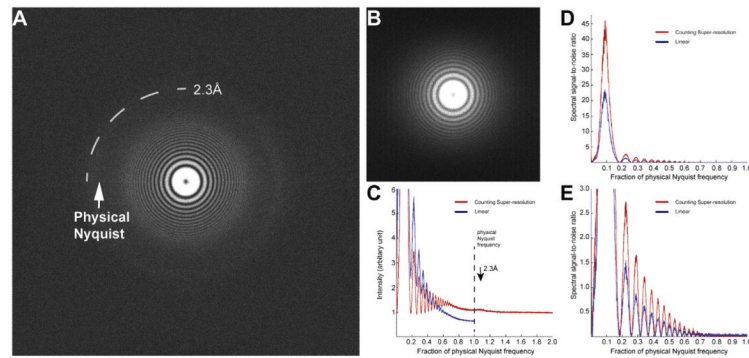 A
2.3Å
Physical
Nyquist
B
C
Intensity (arbitary unit)
6
5
4
3
2
1
Counting Super-resolution
Linear
physical
Nyquist
frequency
2.3Å
0.0 0.2 0.4 0.6 0.8 1.0 1.2 1.4 1.6 1.8 2.0
Fraction of physical Nyquist frequency
D
Spectral signal-to-noise ratio
45
40
35
30
25
20
15
10
5
Counting Super-resolution
Linear
0.1 0.2 0.3 0.4 0.5 0.6 0.7 0.8 0.9 1.0
Fraction of physical Nyquist frequency
E
Spectral signal-to-noise ratio
3.0
2.5
2.0
1.5
1.0
0.5
Counting Super-resolution
Linear
0.1 0.2 0.3 0.4 0.5 0.6 0.7 0.8 0.9 1.0
Fraction of physical Nyquist frequency